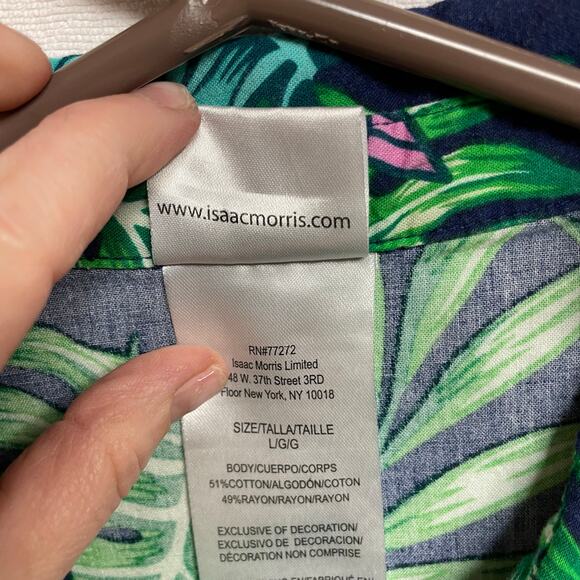 www.isaacmorris.com
RN#77272
Isaac Morris Limited
48 W. 37th Street 3RD
Floor New York, NY 10018
SIZE/TALLA/TAILLE
L/G/G
BODY/CUERPO/CORPS
51%COTTON/ALGODÓN/COTON
49%RAYON/RAYON/RAYON
EXCLUSIVE OF DECORATION/
EXCLUSIVO DE DECORACION/
DÉCORATION NON COMPRISE